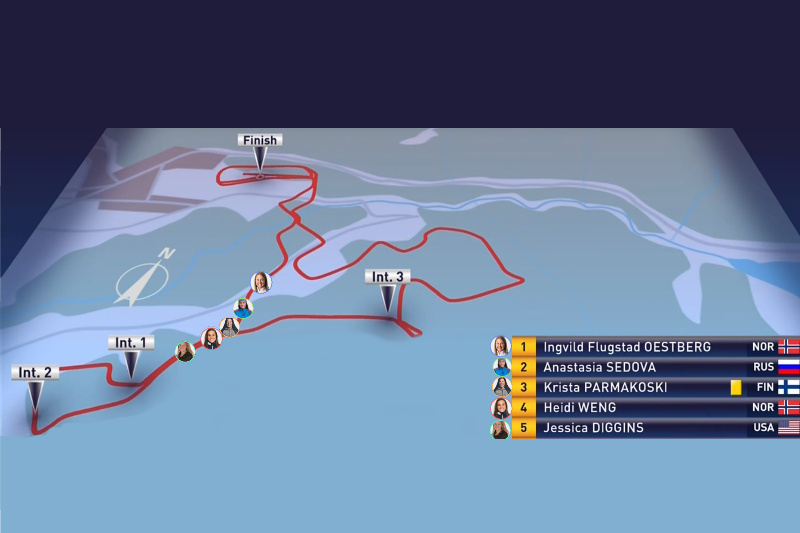 Finish
N
Int. 3
Int. 1
Int. 2
1 Ingvild Flugstad OESTBERG NOR
2 Anastasia SEDOVA RUS
3 Krista PARMAKOSKI FIN
4 Heidi WENG NOR
5 Jessica DIGGINS USA